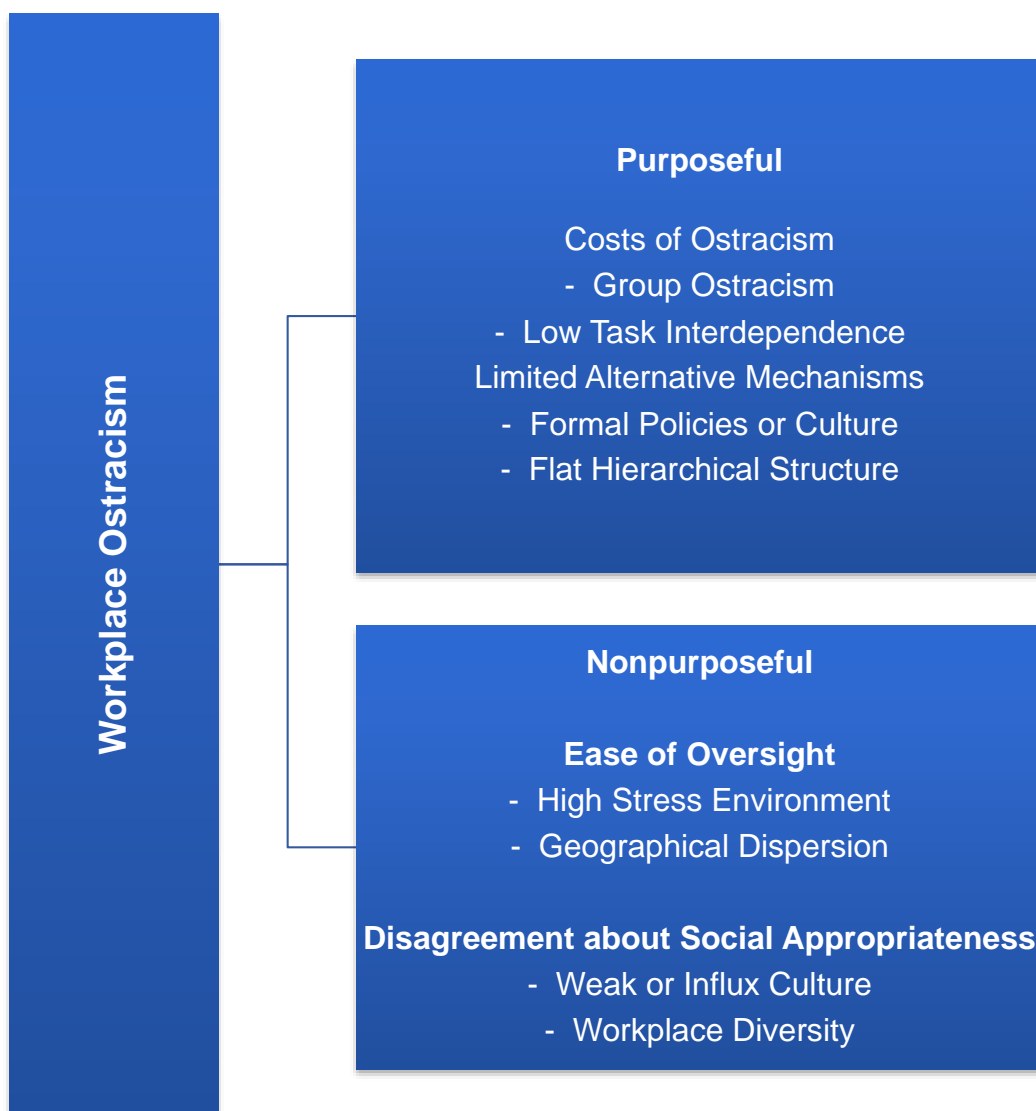 Workplace Ostracism
Purposeful
Costs of Ostracism
- Group Ostracism
- Low Task Interdependence
Limited Alternative Mechanisms
- Formal Policies or Culture
- Flat Hierarchical Structure
Nonpurposeful
Ease of Oversight
- High Stress Environment
- Geographical Dispersion
Disagreement about Social Appropriateness
- Weak or Influx Culture
- Workplace Diversity